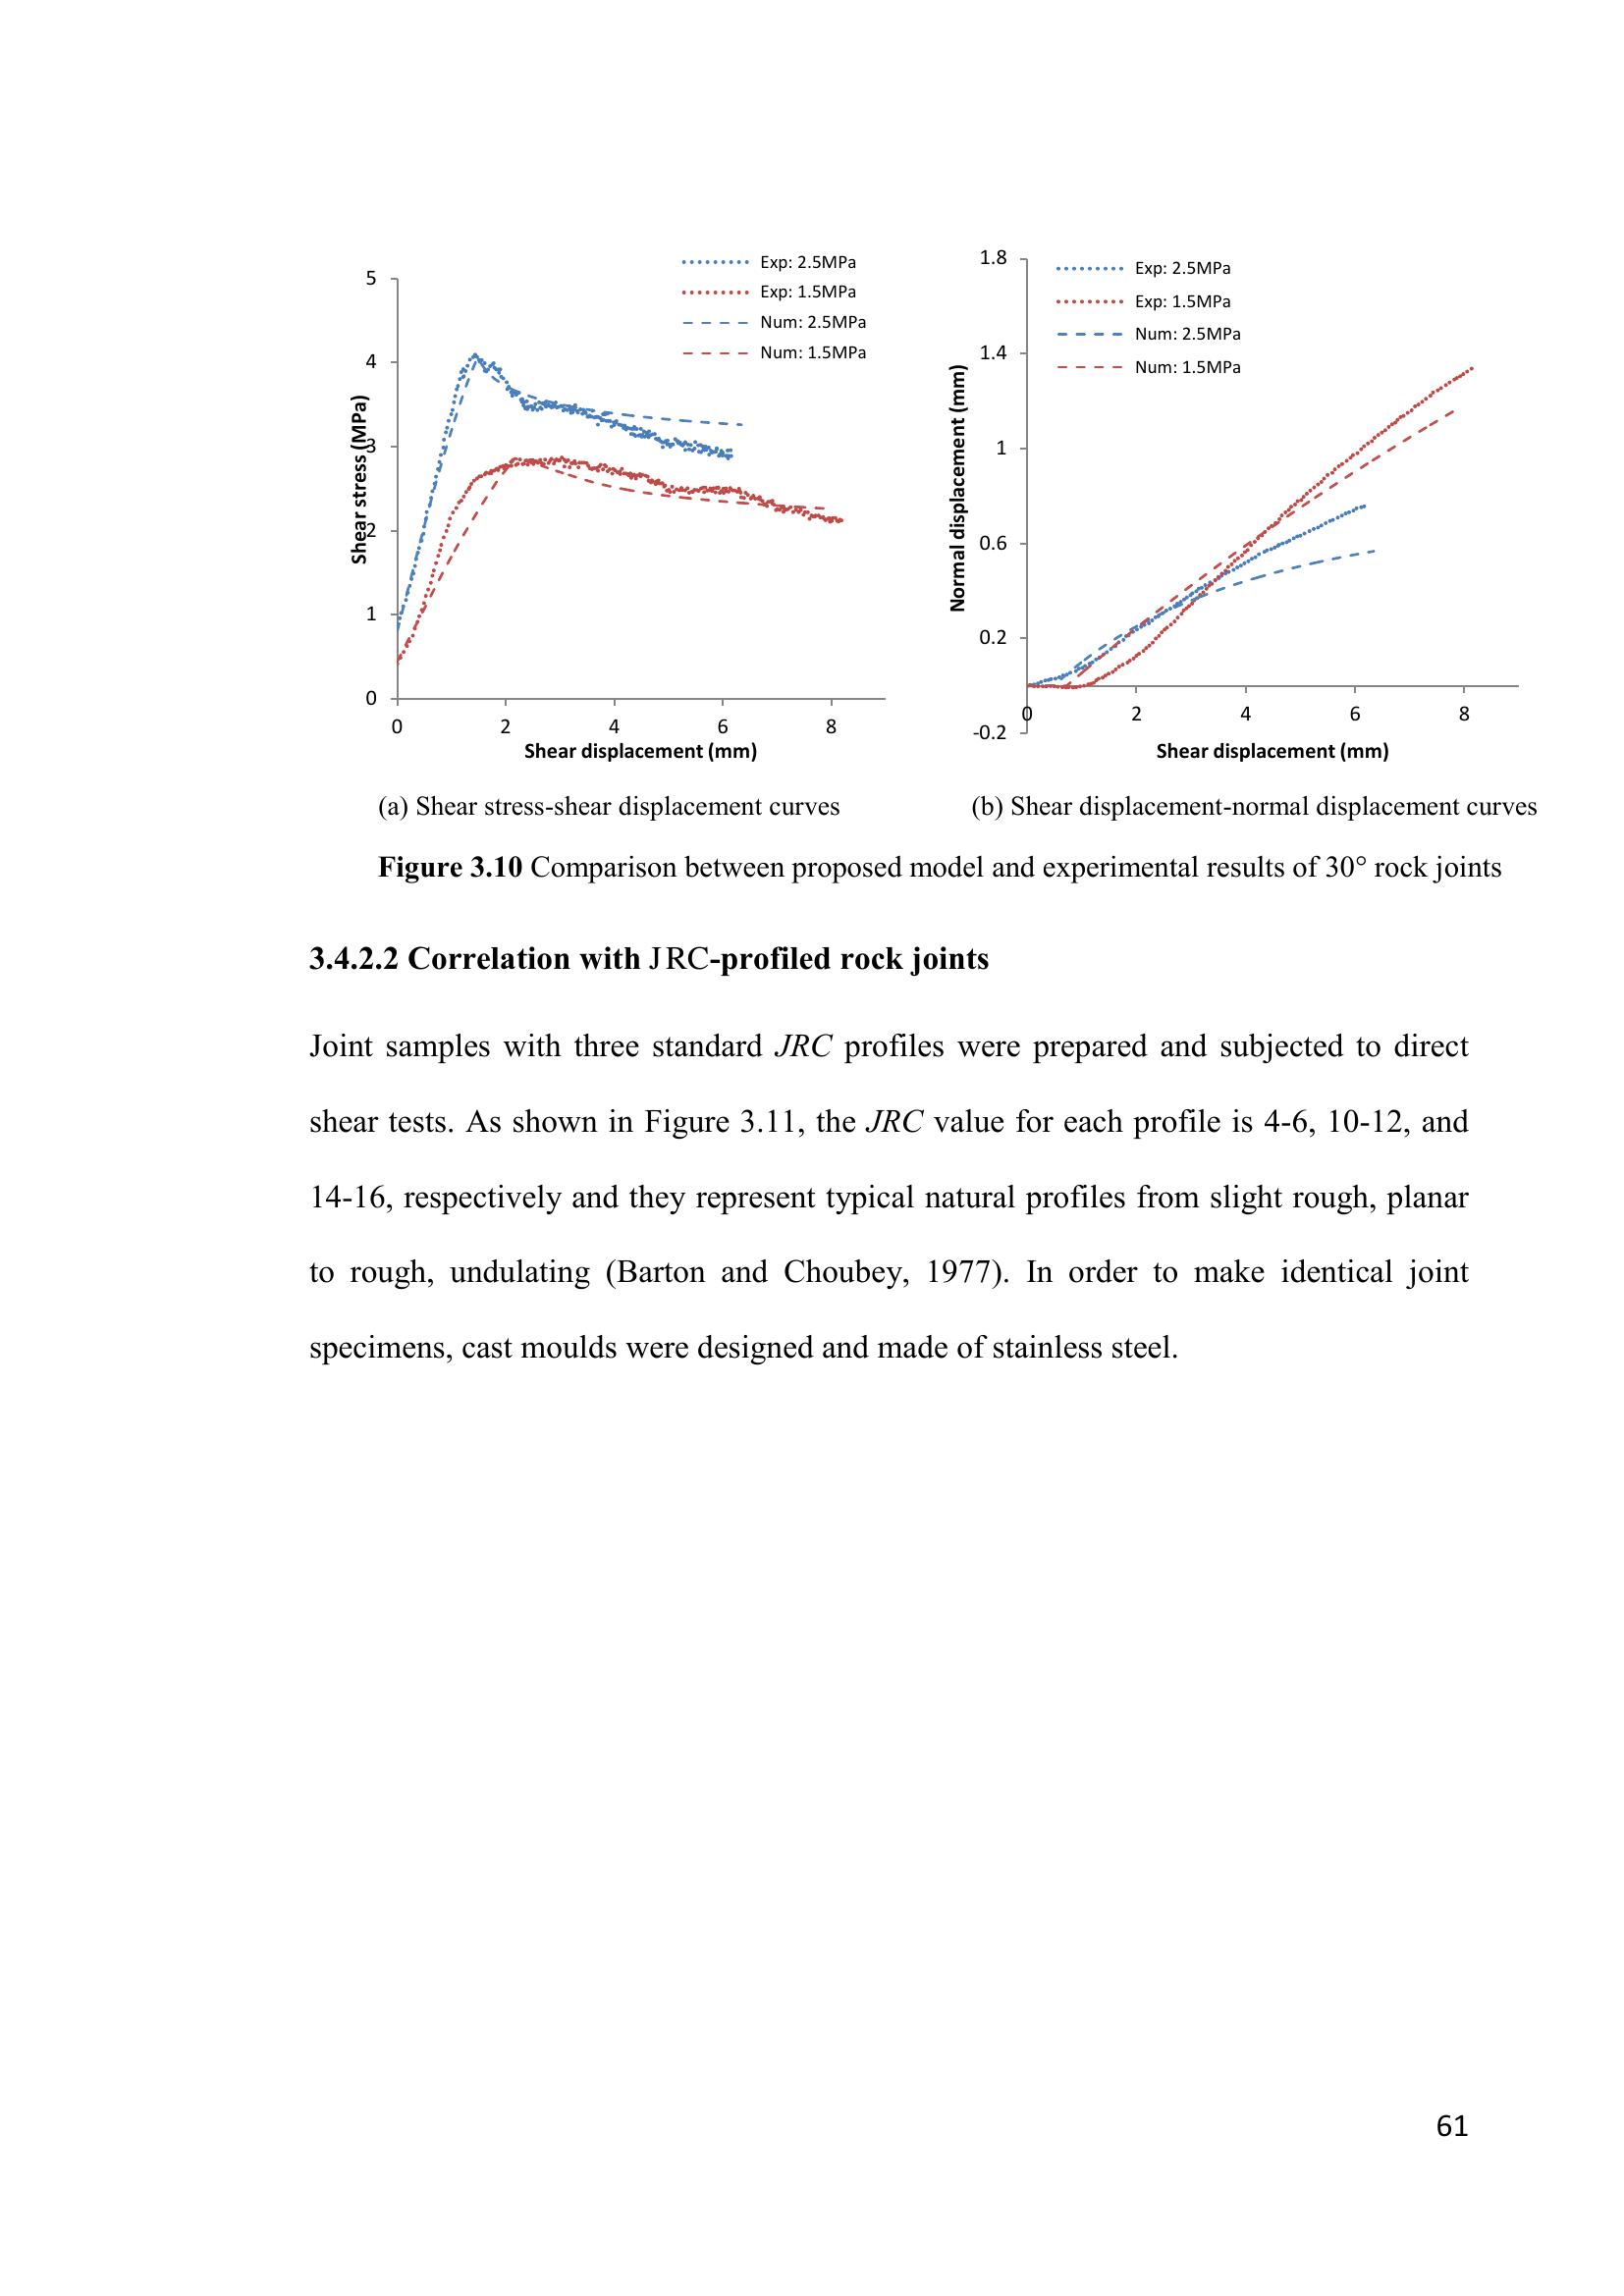 Exp: 2.5MPa
Exp: 1.5MPa
Num: 2.5MPa
Num: 1.5MPa
5
4
3
2
1
0
Shear stress (MPa)
0 2 4 6 8
Shear displacement (mm)
Exp: 2.5MPa
Exp: 1.5MPa
Num: 2.5MPa
Num: 1.5MPa
1.8
1.4
1
0.6
0.2
-0.2
Normal displacement (mm)
0 2 4 6 8
Shear displacement (mm)
(a) Shear stress-shear displacement curves
(b) Shear displacement-normal displacement curves
Figure 3.10 Comparison between proposed model and experimental results of 30° rock joints
3.4.2.2 Correlation with JRC-profiled rock joints
Joint samples with three standard JRC profiles were prepared and subjected to direct
shear tests. As shown in Figure 3.11, the JRC value for each profile is 4-6, 10-12, and
14-16, respectively and they represent typical natural profiles from slight rough, planar
to rough, undulating (Barton and Choubey, 1977). In order to make identical joint
specimens, cast moulds were designed and made of stainless steel.
61